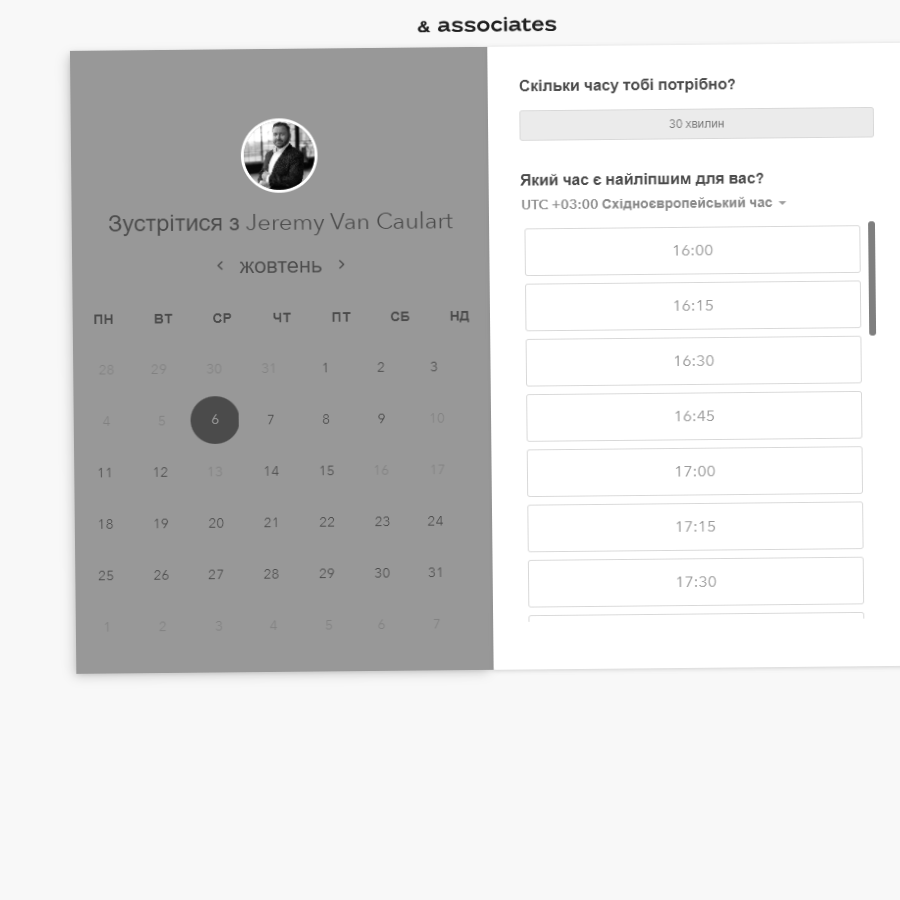 & associates
Зустрітися з Jeremy Van Caulart
жовтень
ПН ВТ СР ЧТ ПТ СБ НД
28 29 30 31 1 2 3
4 5 6 7 8 9 10
11 12 13 14 15 16 17
18 19 20 21 22 23 24
25 26 27 28 29 30 31
1 2 3 4 5 6 7
Скільки часу тобі потрібно?
30 хвилин
Який час є найліпшим для вас?
UTC +03:00 Східноєвропейський час
16:00
16:15
16:30
16:45
17:00
17:15
17:30